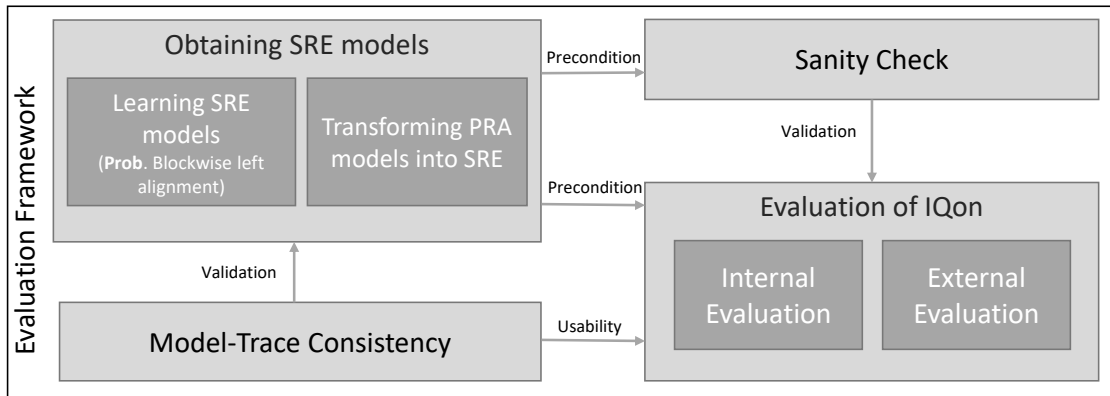 Evaluation Framework
Obtaining SRE models
Learning SRE
models
(Prob. Blockwise left
alignment)
Transforming PRA
models into SRE
Precondition
Sanity Check
Validation
Precondition
Evaluation of IQon
Internal
Evaluation
External
Evaluation
Validation
Model-Trace Consistency
Usability